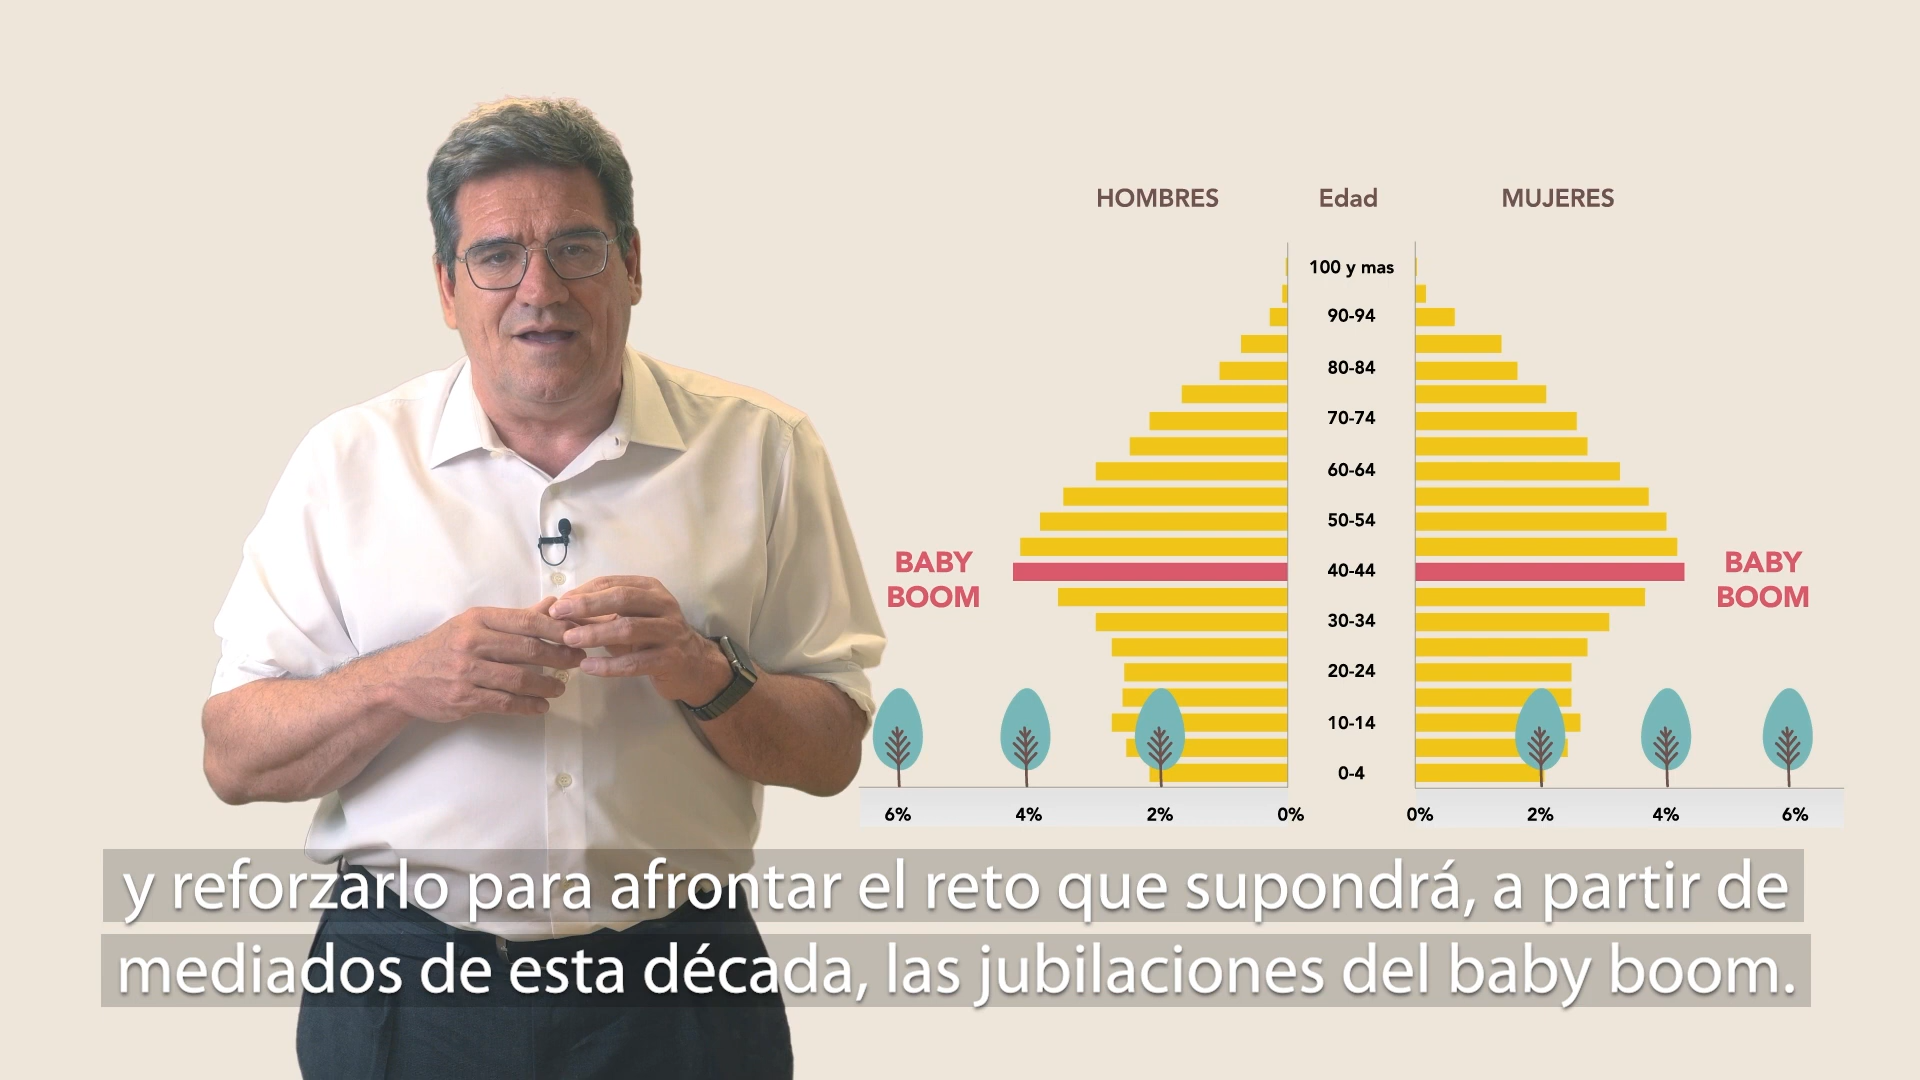 HOMBRES Edad MUJERES
100 y mas
90-94
80-84
70-74
60-64
50-54
BABY
BOOM
40-44
BABY
BOOM
30-34
20-24
10-14
0-4
6% 4% 2% 0% 0% 2% 4% 6%
y reforzarlo para afrontar el reto que supondrá, a partir de
mediados de esta década, las jubilaciones del baby boom.